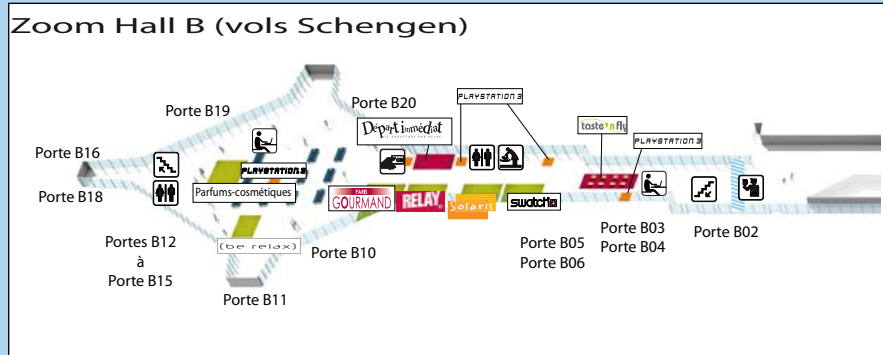 Zoom Hall B (vols Schengen)
Porte B19
Porte B20
PLAYSTATION 3
Départ immédiat
taste'n fly
PLAYSTATION 3
Porte B16
Porte B18
PLAYSTATION 3
Parfums-cosmétiques
PARIS
GOURMAND
RELAY
Solaris
swatch
(be relax)
Portes B12
à
Porte B15
Porte B10
Porte B11
Porte B05
Porte B06
Porte B03
Porte B04
Porte B02